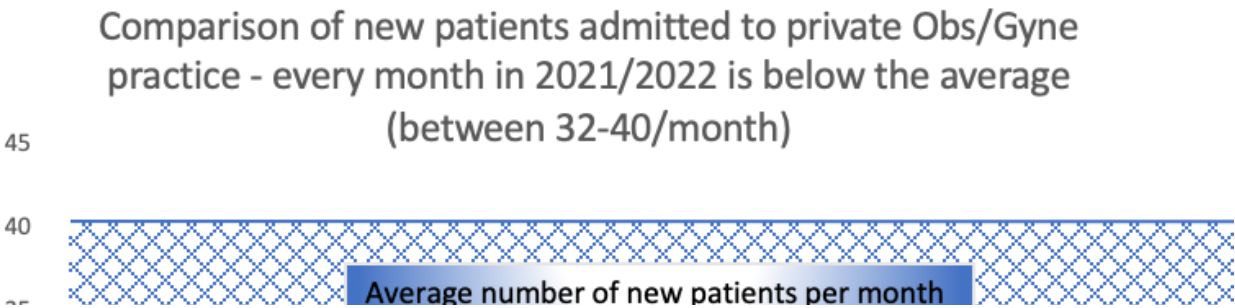 Comparison of new patients admitted to private Obs/Gyne
practice - every month in 2021/2022 is below the average
(between 32-40/month)
45
40
Average number of new patients per month